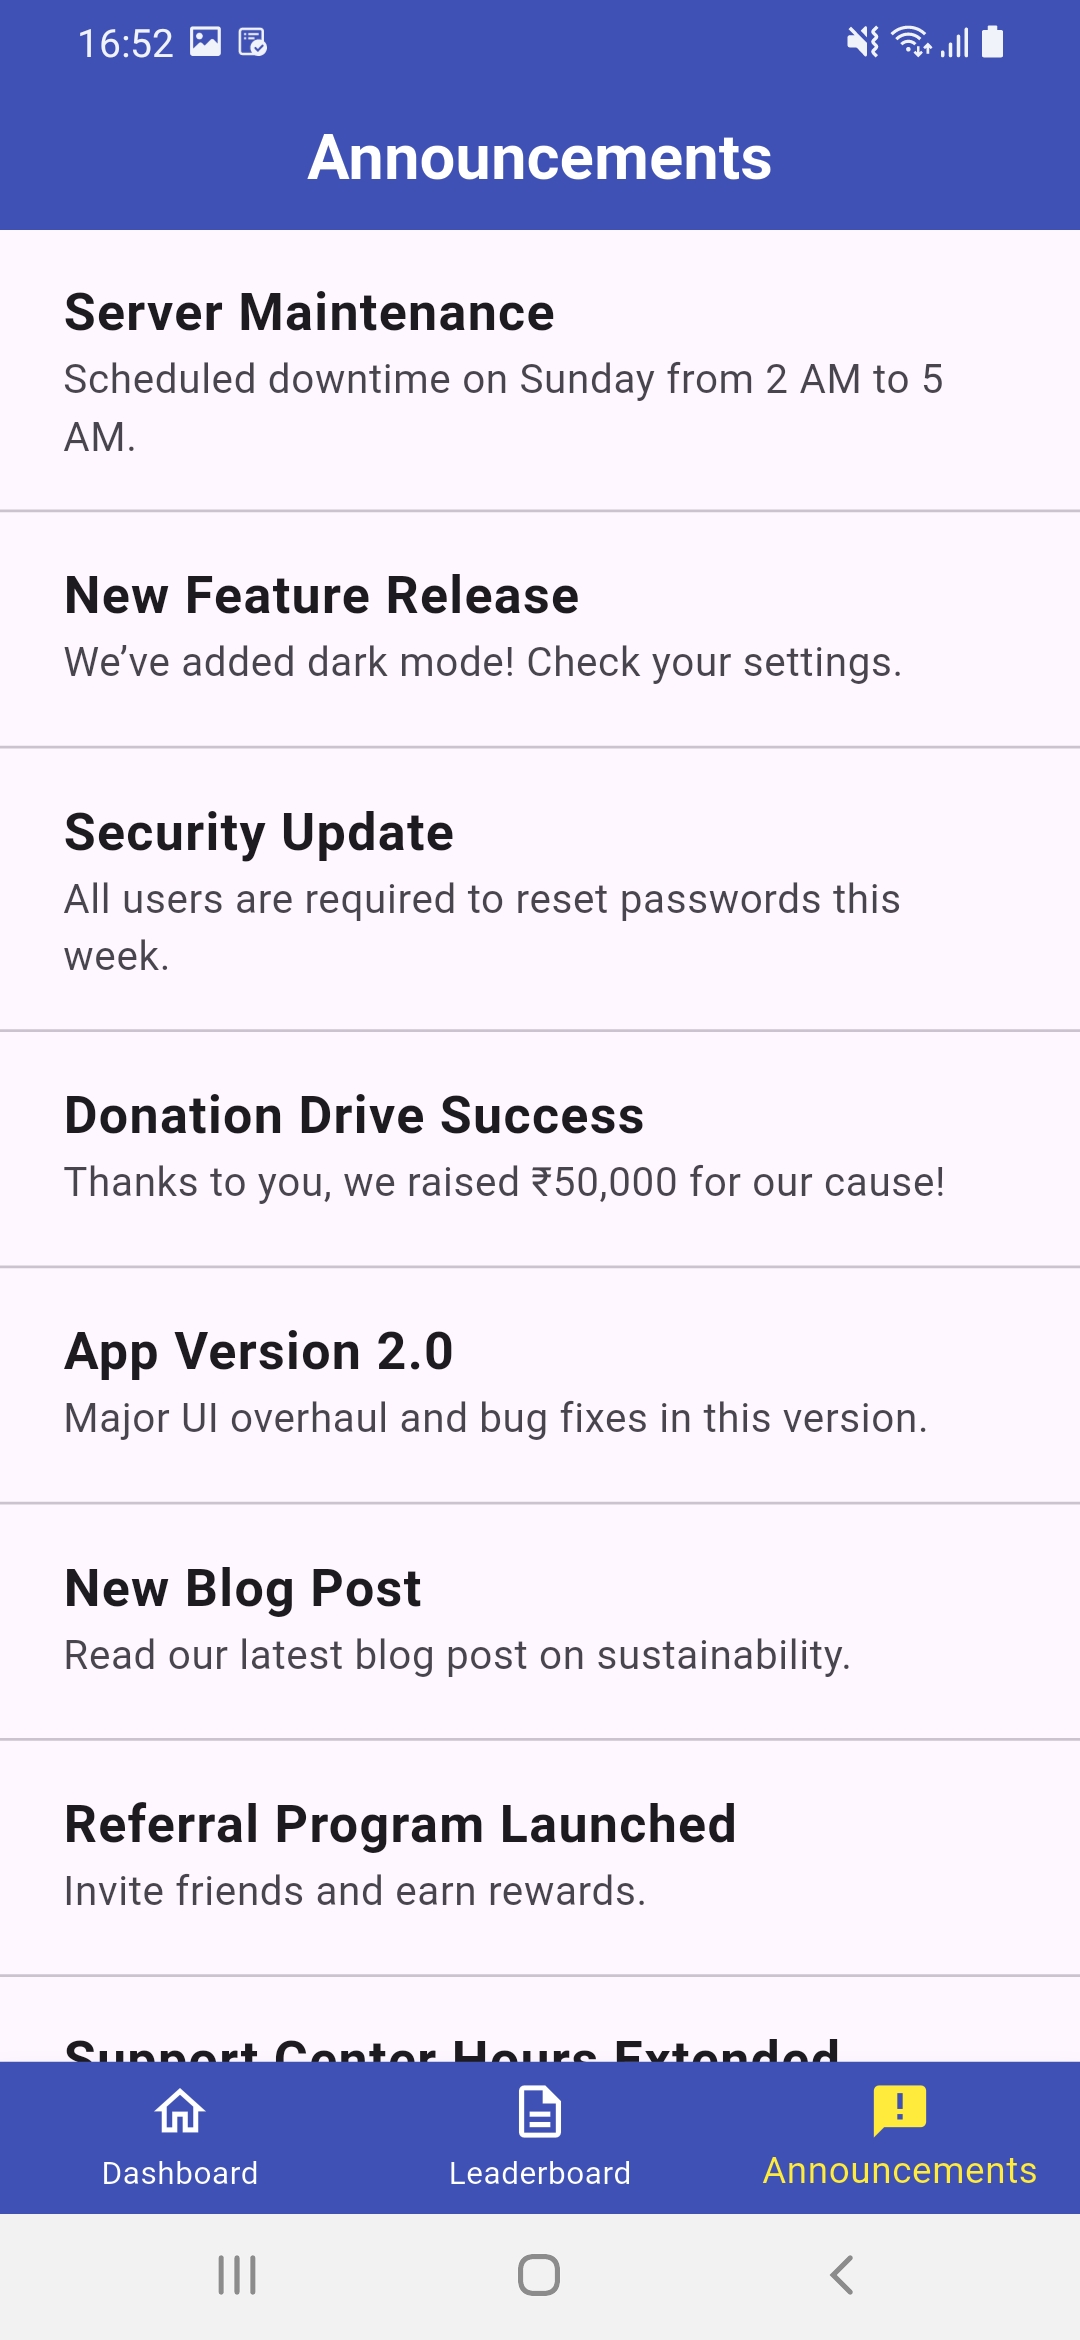 16:52
Announcements
Server Maintenance
Scheduled downtime on Sunday from 2 AM to 5
AM.
New Feature Release
We’ve added dark mode! Check your settings.
Security Update
All users are required to reset passwords this
week.
Donation Drive Success
Thanks to you, we raised ₹50,000 for our cause!
App Version 2.0
Major UI overhaul and bug fixes in this version.
New Blog Post
Read our latest blog post on sustainability.
Referral Program Launched
Invite friends and earn rewards.
Support Center Hours Extended
Dashboard
Leaderboard
Announcements